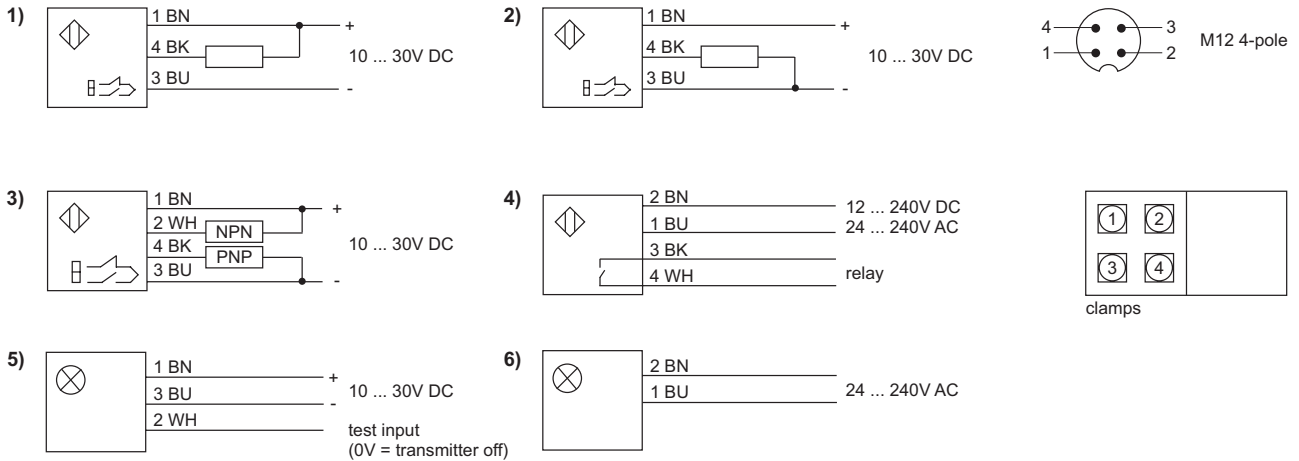 1)
1 BN
+
4 BK
10 ... 30V DC
3 BU
-
2)
1 BN
+
4 BK
10 ... 30V DC
3 BU
-
4
3
1
2
M12 4-pole
3)
1 BN
+
2 WH
NPN
10 ... 30V DC
4 BK
PNP
3 BU
-
4)
2 BN
12 ... 240V DC
1 BU
24 ... 240V AC
3 BK
4 WH
relay
1 2
3 4
clamps
5)
1 BN
+
10 ... 30V DC
3 BU
-
2 WH
test input
(0V = transmitter off)
6)
2 BN
1 BU
24 ... 240V AC